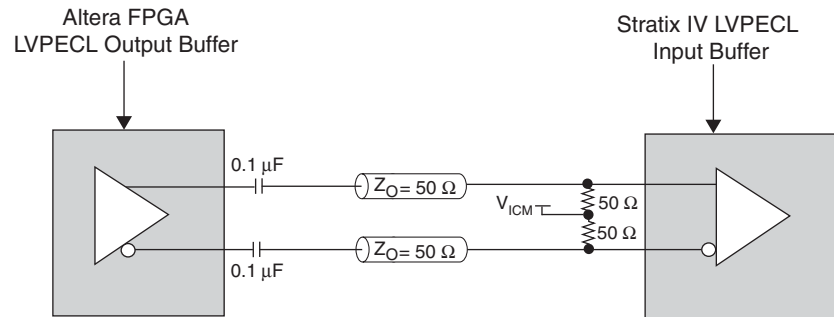 Altera FPGA
LVPECL Output Buffer
Stratix IV LVPECL
Input Buffer
0.1 µF
Z_O = 50 Ω
50 Ω
V_ICM
50 Ω
Z_O = 50 Ω
0.1 µF